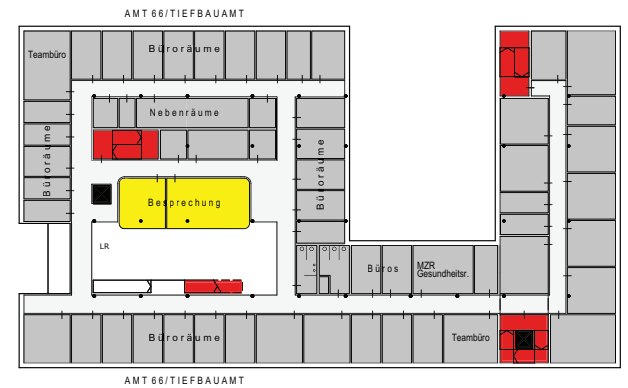 AMT 66/TIEFBAUAMT
Teambüro
Büroräume
Nebenräume
Büroräume
Büroräume
Besprechung
LR
Büros
MZR
Gesundheitsr.
Büroräume
Teambüro
AMT 66/TIEFBAUAMT